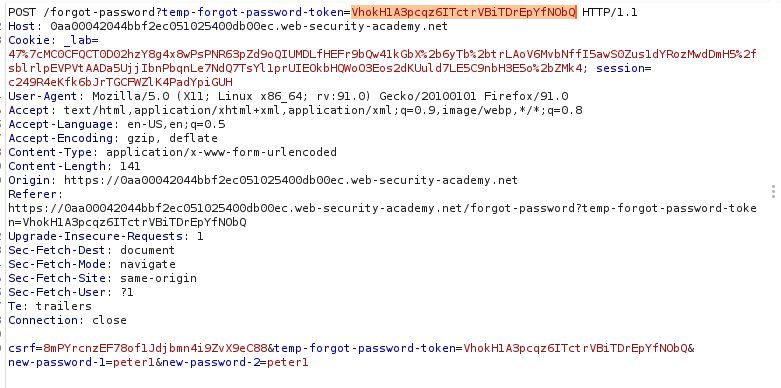 POST /forgot-password?temp-forgot-password-token=VhokH1A3pcqz6ITctrVBiTDrEpYfNObQ HTTP/1.1
Host: 0aa00042044bbf2ec051025400db00ec.web-security-academy.net
Cookie: _lab=
47%7cMC0CFQCT0D02hzY8g4x8wPsPNR63pZd9oQIUMDLfHEFr9bQw41kGbX%2b6yTb%2btrLAoV6MvbNffI5awS0Zus1dYRozMwdDmH5%2f
sblrlpEVPVtAADa5UjjIbnPbqnLe7NdQ7TsYl1prUIEOkbHQWoO3Eos2dKUuld7LE5C9nbH3E5o%2bZMk4; session=
c249R4eKfk6bJrTGCFWZlK4PadYpiGUH
User-Agent: Mozilla/5.0 (X11; Linux x86_64; rv:91.0) Gecko/20100101 Firefox/91.0
Accept: text/html,application/xhtml+xml,application/xml;q=0.9,image/webp,*/*;q=0.8
Accept-Language: en-US,en;q=0.5
Accept-Encoding: gzip, deflate
Content-Type: application/x-www-form-urlencoded
Content-Length: 141
Origin: https://0aa00042044bbf2ec051025400db00ec.web-security-academy.net
Referer:
https://0aa00042044bbf2ec051025400db00ec.web-security-academy.net/forgot-password?temp-forgot-password-toke
n=VhokH1A3pcqz6ITctrVBiTDrEpYfNObQ
Upgrade-Insecure-Requests: 1
Sec-Fetch-Dest: document
Sec-Fetch-Mode: navigate
Sec-Fetch-Site: same-origin
Sec-Fetch-User: ?1
Te: trailers
Connection: close
csrf=8mPYrcnzEF78of1Jdjbmn4i9ZvX9eC88&temp-forgot-password-token=VhokH1A3pcqz6ITctrVBiTDrEpYfNObQ&
new-password-1=peter1&new-password-2=peter1